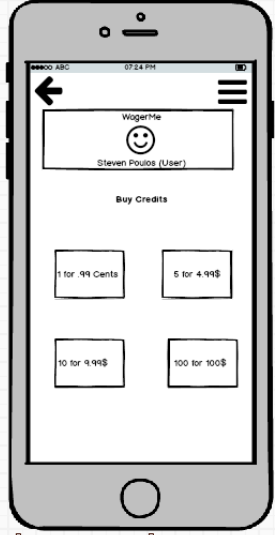 ABC 07:24 PM
WagerMe
Steven Poulos (User)
Buy Credits
1 for .99 Cents
5 for 4.99$
10 for 9.99$
100 for 100$